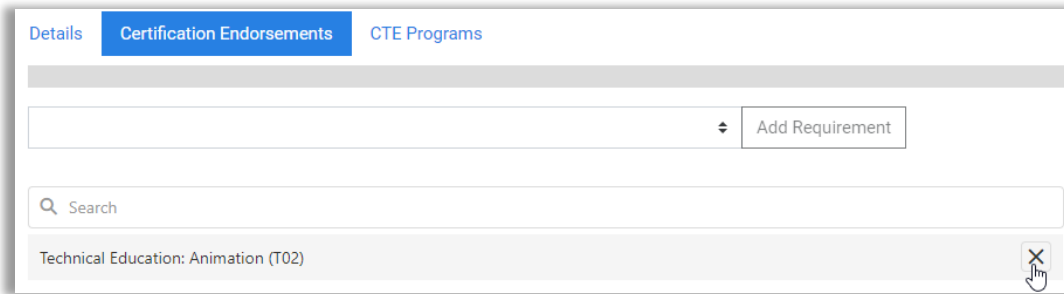 Details Certification Endorsements CTE Programs
Add Requirement
Search
Technical Education: Animation (T02)